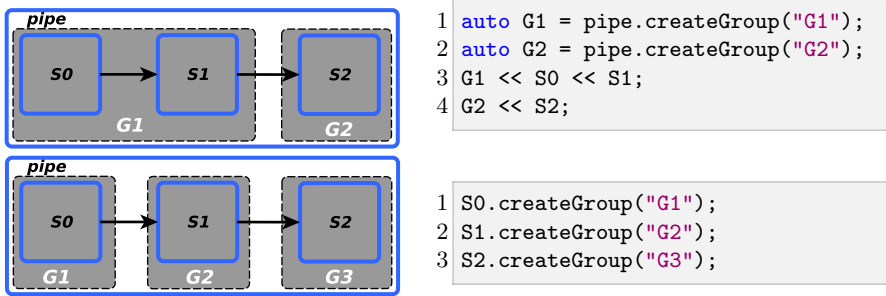 pipe
S0 S1 S2
G1 G2
1 auto G1 = pipe.createGroup("G1");
2 auto G2 = pipe.createGroup("G2");
3 G1 << S0 << S1;
4 G2 << S2;
pipe
S0 S1 S2
G1 G2 G3
1 S0.createGroup("G1");
2 S1.createGroup("G2");
3 S2.createGroup("G3");